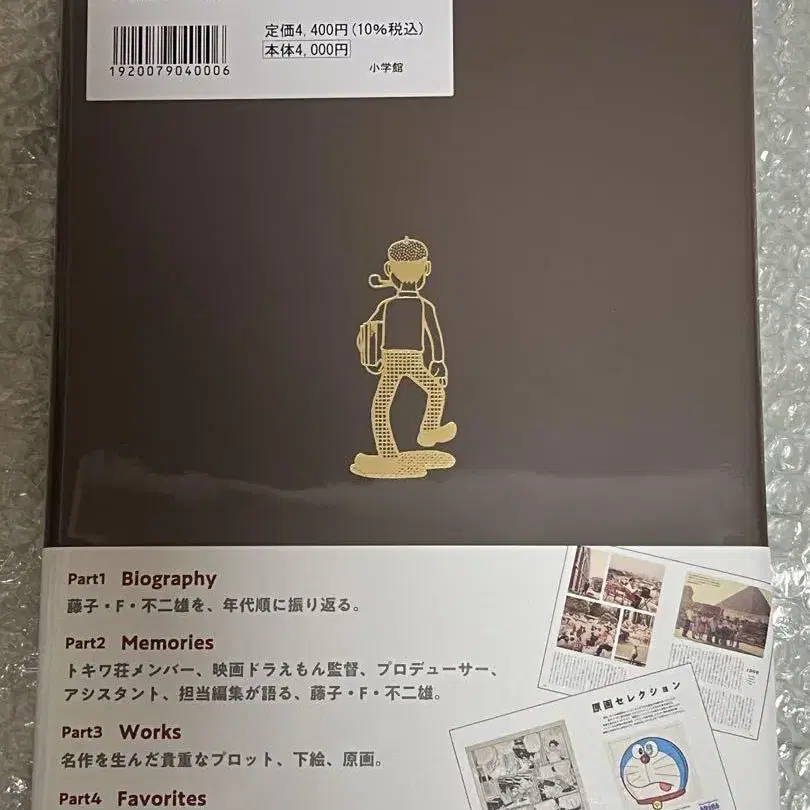 定価4,400円(10%税込)
本体4,000円
1920079040006
小学館
Part1 Biography
藤子・F・不二雄を、年代順に振り返る。
Part2 Memories
トキワ荘メンバー、映画ドラえもん監督、プロデューサー、
アシスタント、担当編集が語る、藤子・F・不二雄。
Part3 Works
名作を生んだ貴重なプロット、下絵、原画。
Part4 Favorites
原画セレクション